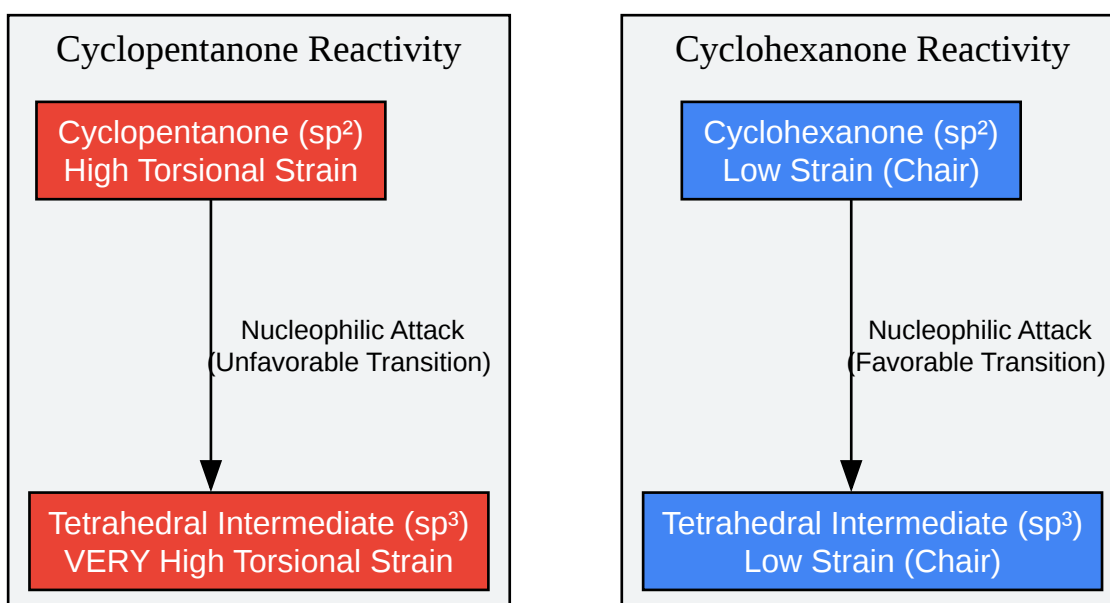 Cyclopentanone Reactivity
Cyclopentanone (sp²)
High Torsional Strain
Nucleophilic Attack
(Unfavorable Transition)
Tetrahedral Intermediate (sp³)
VERY High Torsional Strain
Cyclohexanone Reactivity
Cyclohexanone (sp²)
Low Strain (Chair)
Nucleophilic Attack
(Favorable Transition)
Tetrahedral Intermediate (sp³)
Low Strain (Chair)